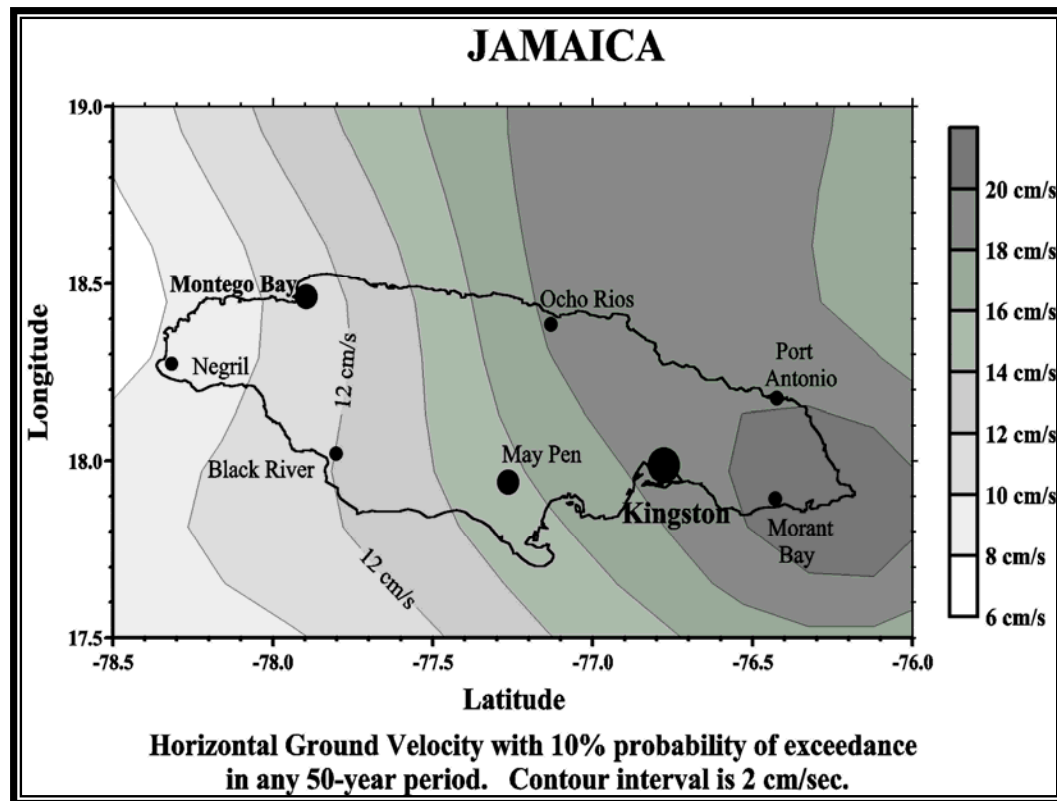 JAMAICA
19.0
18.5
18.0
17.5
Longitude
-78.5 -78.0 -77.5 -77.0 -76.5 -76.0
Latitude
Montego Bay
Ocho Rios
Negril
12 cm/s
Port
Antonio
Black River
May Pen
Kingston
Morant
Bay
12 cm/s
20 cm/s
18 cm/s
16 cm/s
14 cm/s
12 cm/s
10 cm/s
8 cm/s
6 cm/s
Horizontal Ground Velocity with 10% probability of exceedance
in any 50-year period. Contour interval is 2 cm/sec.